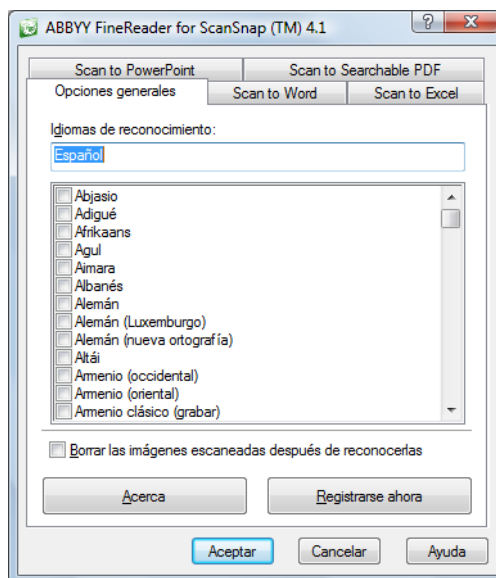 ABBYY FineReader for ScanSnap (TM) 4.1
Scan to PowerPoint
Scan to Searchable PDF
Opciones generales
Scan to Word
Scan to Excel
Idiomas de reconocimiento:
Español
Abjasio
Adigué
Afrikaans
Agul
Aimara
Albanés
Alemán
Alemán (Luxemburgo)
Alemán (nueva ortografía)
Altái
Armenio (occidental)
Armenio (oriental)
Armenio clásico (grabar)
Borrar las imágenes escaneadas después de reconocerlas
Acerca
Registrarse ahora
Aceptar
Cancelar
Ayuda